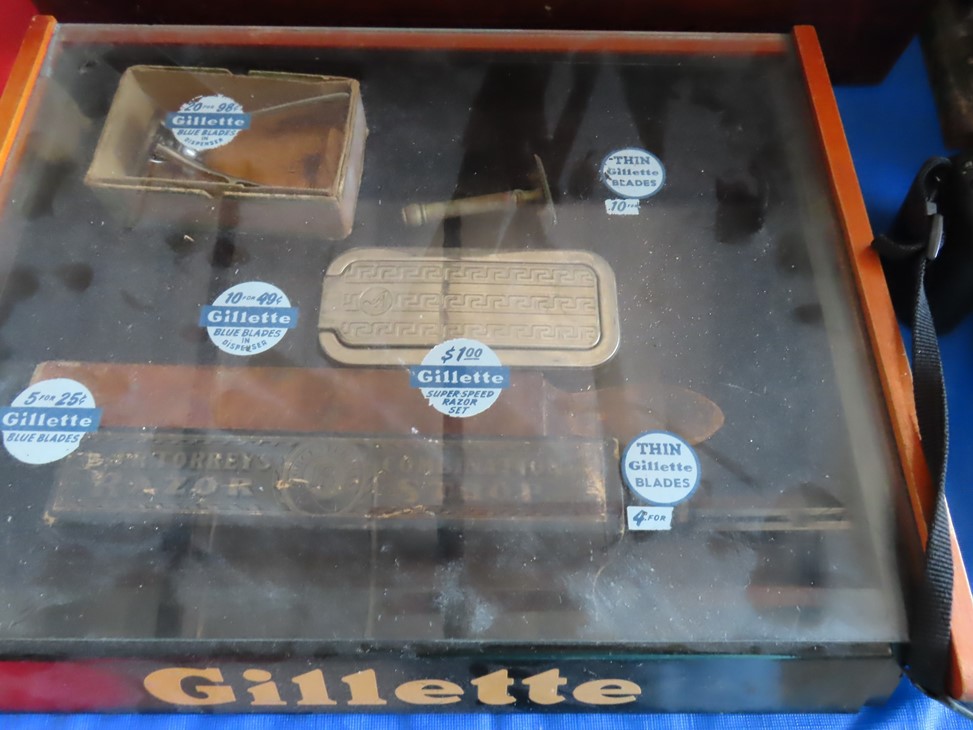 20 FOR 98¢
Gillette
BLUE BLADES
IN
DISPENSER
THIN
Gillette
BLADES
10 FOR
10 FOR 49¢
Gillette
BLUE BLADES
IN
DISPENSER
$1.00
Gillette
SUPER-SPEED
RAZOR
SET
5 FOR 25¢
Gillette
BLUE BLADES
TORREY'S
RAZOR
THIN
Gillette
BLADES
4 FOR
Gillette